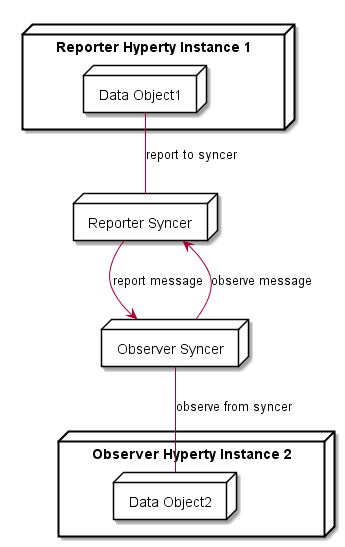 Reporter Hyperty Instance 1
Data Object1
report to syncer
Reporter Syncer
report message
observe message
Observer Syncer
observe from syncer
Observer Hyperty Instance 2
Data Object2